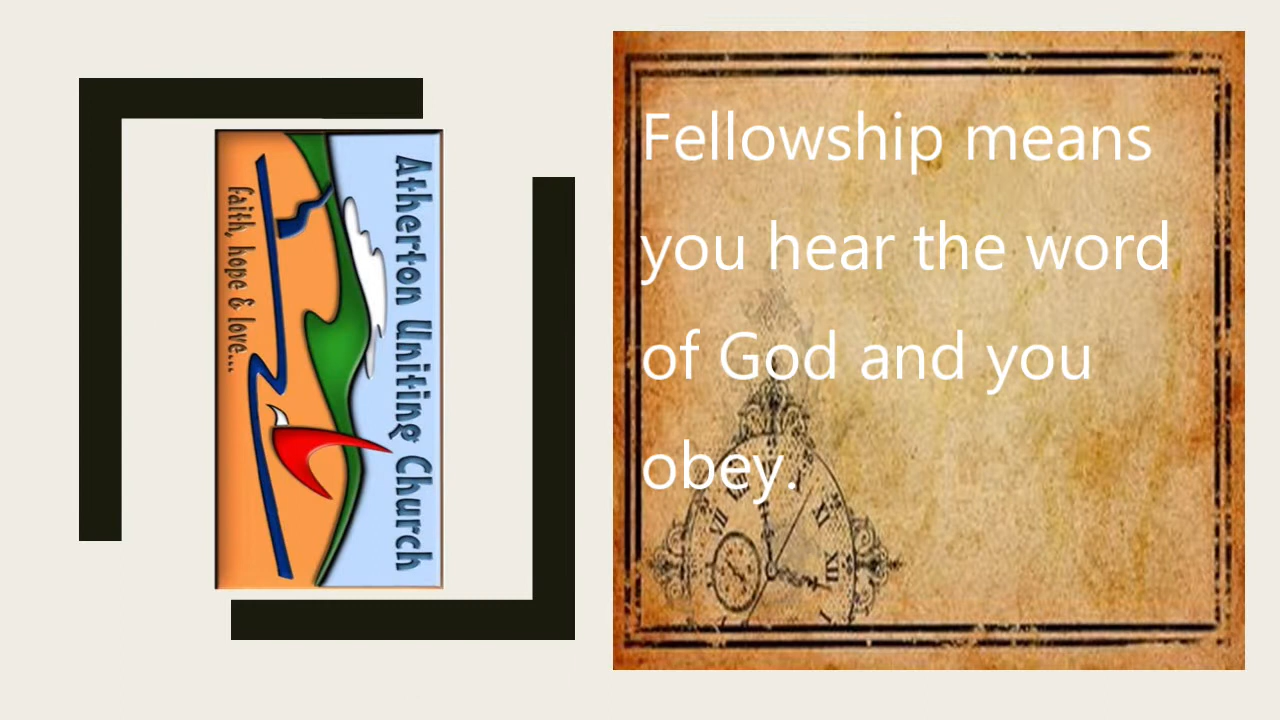 Atherton Uniting Church
faith, hope & love...
Fellowship means
you hear the word
of God and you
obey.